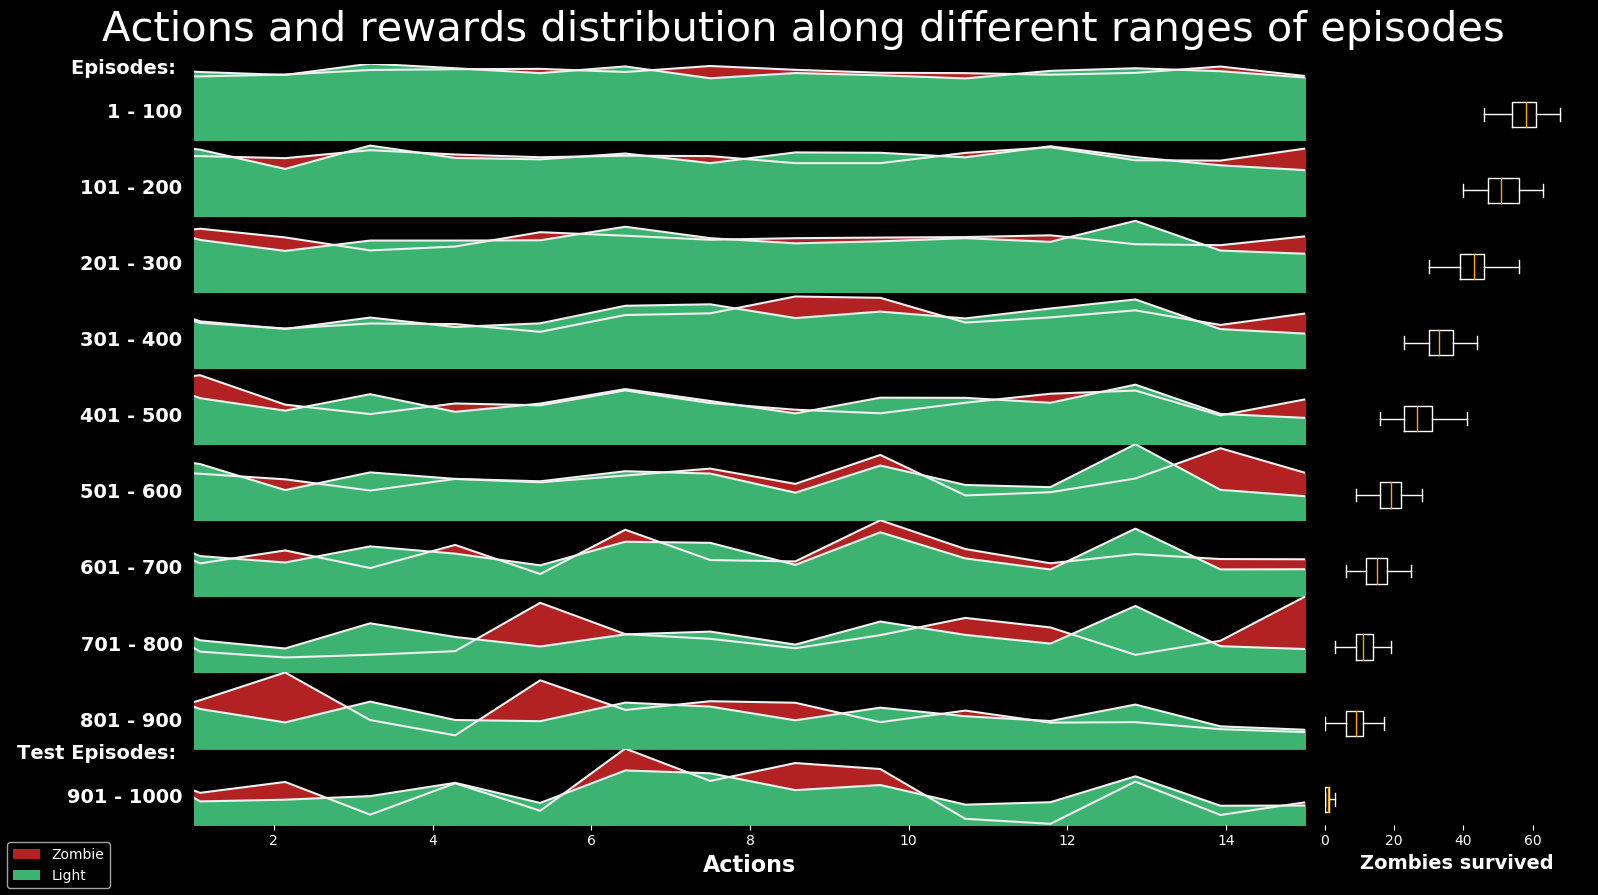 Actions and rewards distribution along different ranges of episodes
Episodes:
1 - 100
101 - 200
201 - 300
301 - 400
401 - 500
501 - 600
601 - 700
701 - 800
801 - 900
Test Episodes:
901 - 1000
2 4 6 8 10 12 14 0 20 40 60
Actions Zombies survived
Zombie
Light